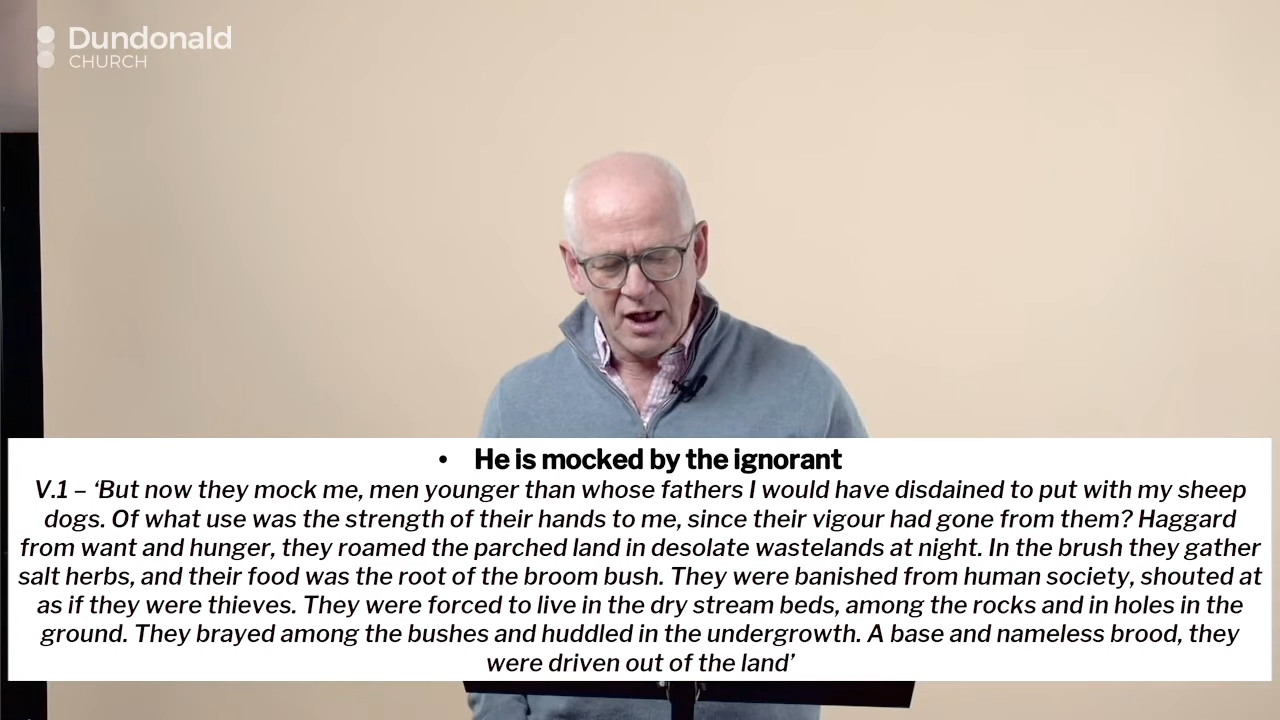 Dundonald
CHURCH
• He is mocked by the ignorant
V.1 – ‘But now they mock me, men younger than whose fathers I would have disdained to put with my sheep
dogs. Of what use was the strength of their hands to me, since their vigour had gone from them? Haggard
from want and hunger, they roamed the parched land in desolate wastelands at night. In the brush they gather
salt herbs, and their food was the root of the broom bush. They were banished from human society, shouted at
as if they were thieves. They were forced to live in the dry stream beds, among the rocks and in holes in the
ground. They brayed among the bushes and huddled in the undergrowth. A base and nameless brood, they
were driven out of the land’